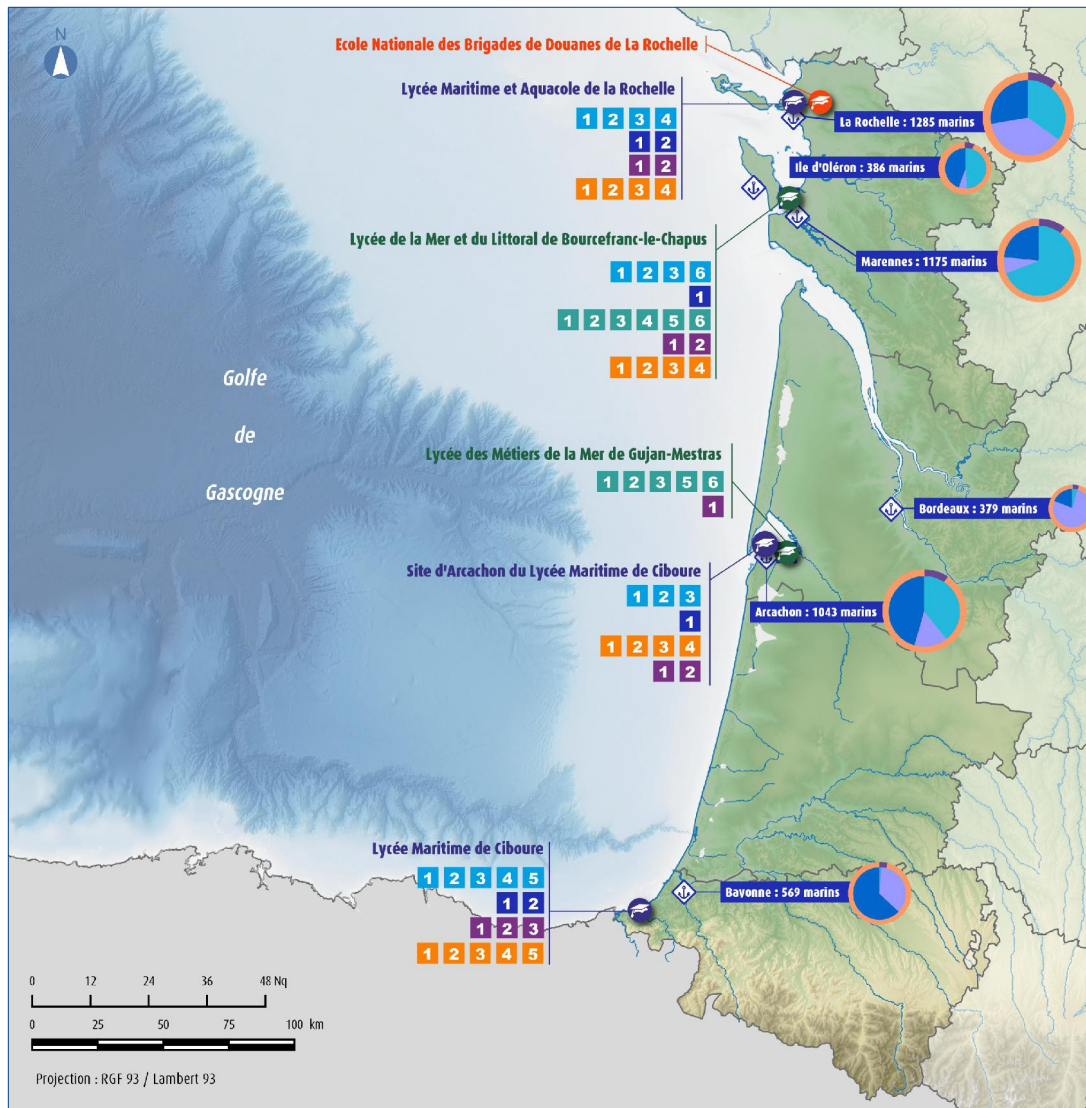 N
Ecole Nationale des Brigades de Douanes de La Rochelle
Lycée Maritime et Aquacole de la Rochelle
1 2 3 4
1 2
1 2
1 2 3 4
La Rochelle : 1285 marins
Ile d'Oléron : 386 marins
Lycée de la Mer et du Littoral de Bourcefranc-le-Chapus
1 2 3 6
1
1 2 3 4 5 6
1 2
1 2 3 4
Marennes : 1175 marins
Golfe
de
Gascogne
Lycée des Métiers de la Mer de Gujan-Mestras
1 2 3 5 6
1
Bordeaux : 379 marins
Site d'Arcachon du Lycée Maritime de Ciboure
1 2 3
1
1 2 3 4
1 2
Arcachon : 1043 marins
Lycée Maritime de Ciboure
1 2 3 4 5
1 2
1 2 3
1 2 3 4 5
Bayonne : 569 marins
0 12 24 36 48 Nq
0 25 50 75 100 km
Projection : RGF 93 / Lambert 93